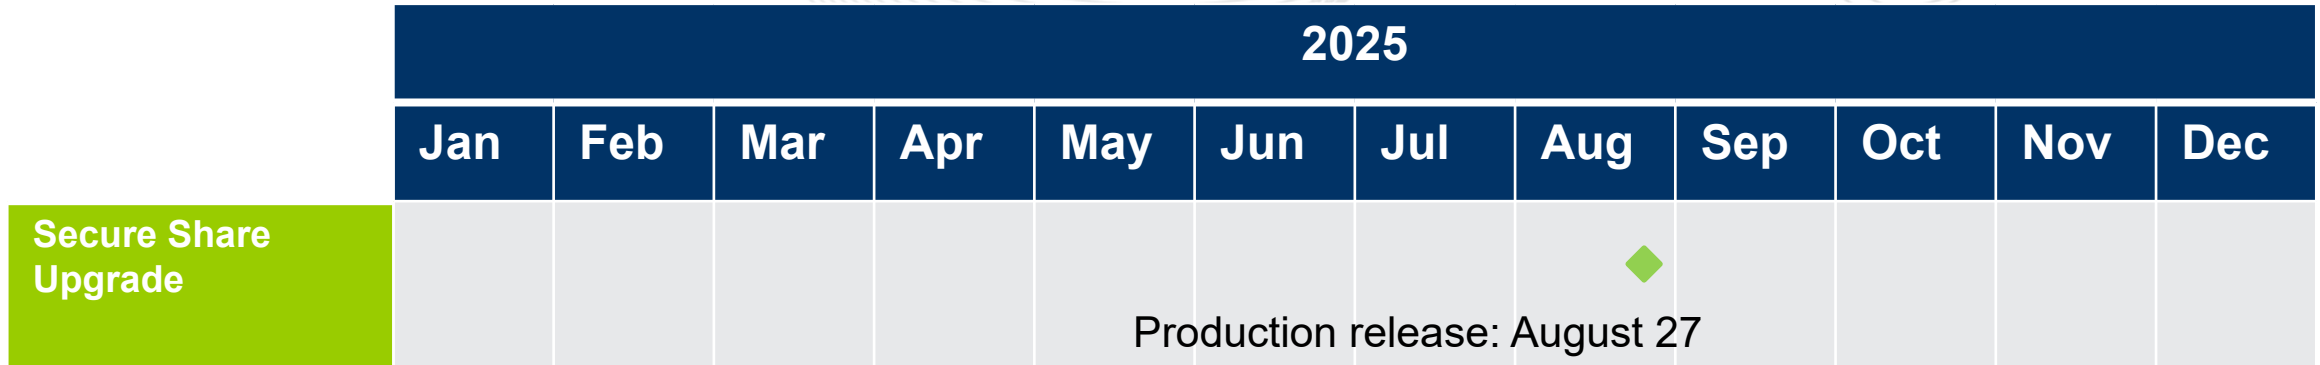 2025
Jan Feb Mar Apr May Jun Jul Aug Sep Oct Nov Dec
Secure Share
Upgrade
Production release: August 27